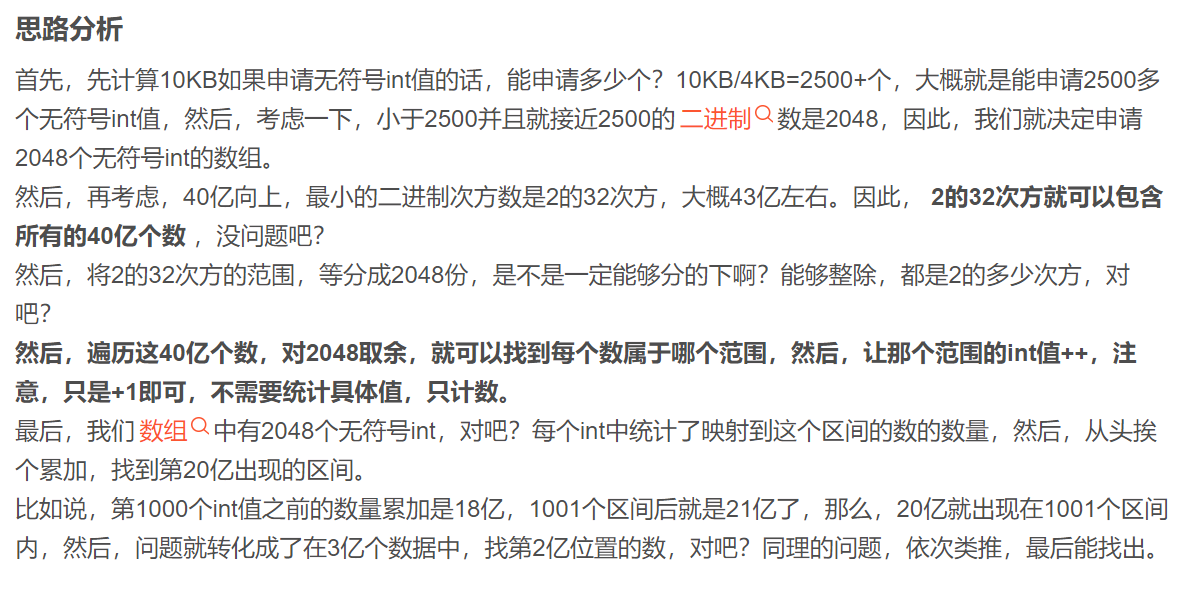 思路分析
首先，先计算10KB如果申请无符号int值的话，能申请多少个？10KB/4KB=2500+个，大概就是能申请2500多
个无符号int值，然后，考虑一下，小于2500并且就接近2500的 二进制 数是2048，因此，我们就决定申请
2048个无符号int的数组。
然后，再考虑，40亿向上，最小的二进制次方数是2的32次方，大概43亿左右。因此， 2的32次方就可以包含
所有的40亿个数 ，没问题吧？
然后，将2的32次方的范围，等分成2048份，是不是一定能够分的下啊？能够整除，都是2的多少次方，对
吧？
然后，遍历这40亿个数，对2048取余，就可以找到每个数属于哪个范围，然后，让那个范围的int值++，注
意，只是+1即可，不需要统计具体值，只计数。
最后，我们 数组 中有2048个无符号int，对吧？每个int中统计了映射到这个区间的数的数量，然后，从头挨
个累加，找到第20亿出现的区间。
比如说，第1000个int值之前的数量累加是18亿，1001个区间后就是21亿了，那么，20亿就出现在1001个区间
内，然后，问题就转化成了在3亿个数据中，找第2亿位置的数，对吧？同理的问题，依次类推，最后能找出。